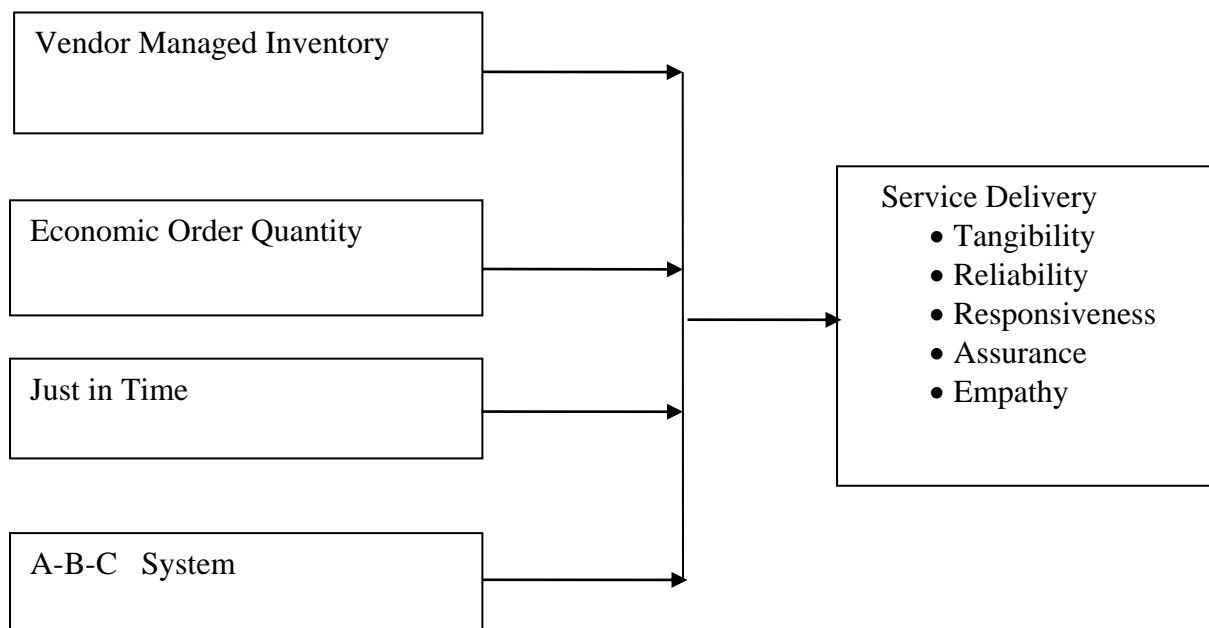 Vendor Managed Inventory
Economic Order Quantity
Just in Time
A-B-C System
Service Delivery
• Tangibility
• Reliability
• Responsiveness
• Assurance
• Empathy